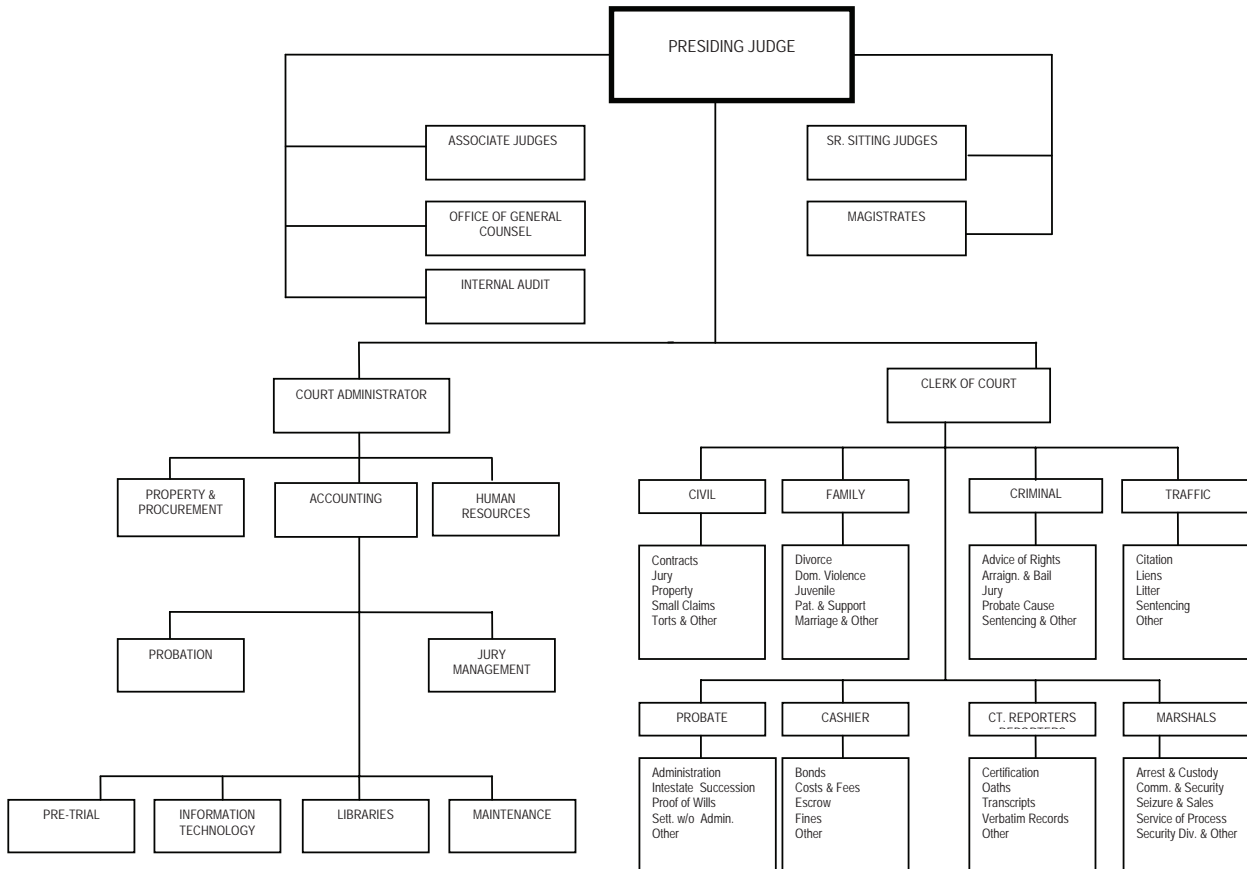 PRESIDING JUDGE
ASSOCIATE JUDGES
SR. SITTING JUDGES
OFFICE OF GENERAL
COUNSEL
MAGISTRATES
INTERNAL AUDIT
COURT ADMINISTRATOR
CLERK OF COURT
PROPERTY &
PROCUREMENT
ACCOUNTING
HUMAN
RESOURCES
PROBATION
JURY
MANAGEMENT
PRE-TRIAL
INFORMATION
TECHNOLOGY
LIBRARIES
MAINTENANCE
CIVIL
Contracts
Jury
Property
Small Claims
Torts & Other
FAMILY
Divorce
Dom. Violence
Juvenile
Pat. & Support
Marriage & Other
CRIMINAL
Advice of Rights
Arraign. & Bail
Jury
Probate Cause
Sentencing & Other
TRAFFIC
Citation
Liens
Litter
Sentencing
Other
PROBATE
Administration
Intestate Succession
Proof of Wills
Sett. w/o Admin.
Other
CASHIER
Bonds
Costs & Fees
Escrow
Fines
Other
CT. REPORTERS
REPORTERS
Certification
Oaths
Transcripts
Verbatim Records
Other
MARSHALS
Arrest & Custody
Comm. & Security
Seizure & Sales
Service of Process
Security Div. & Other